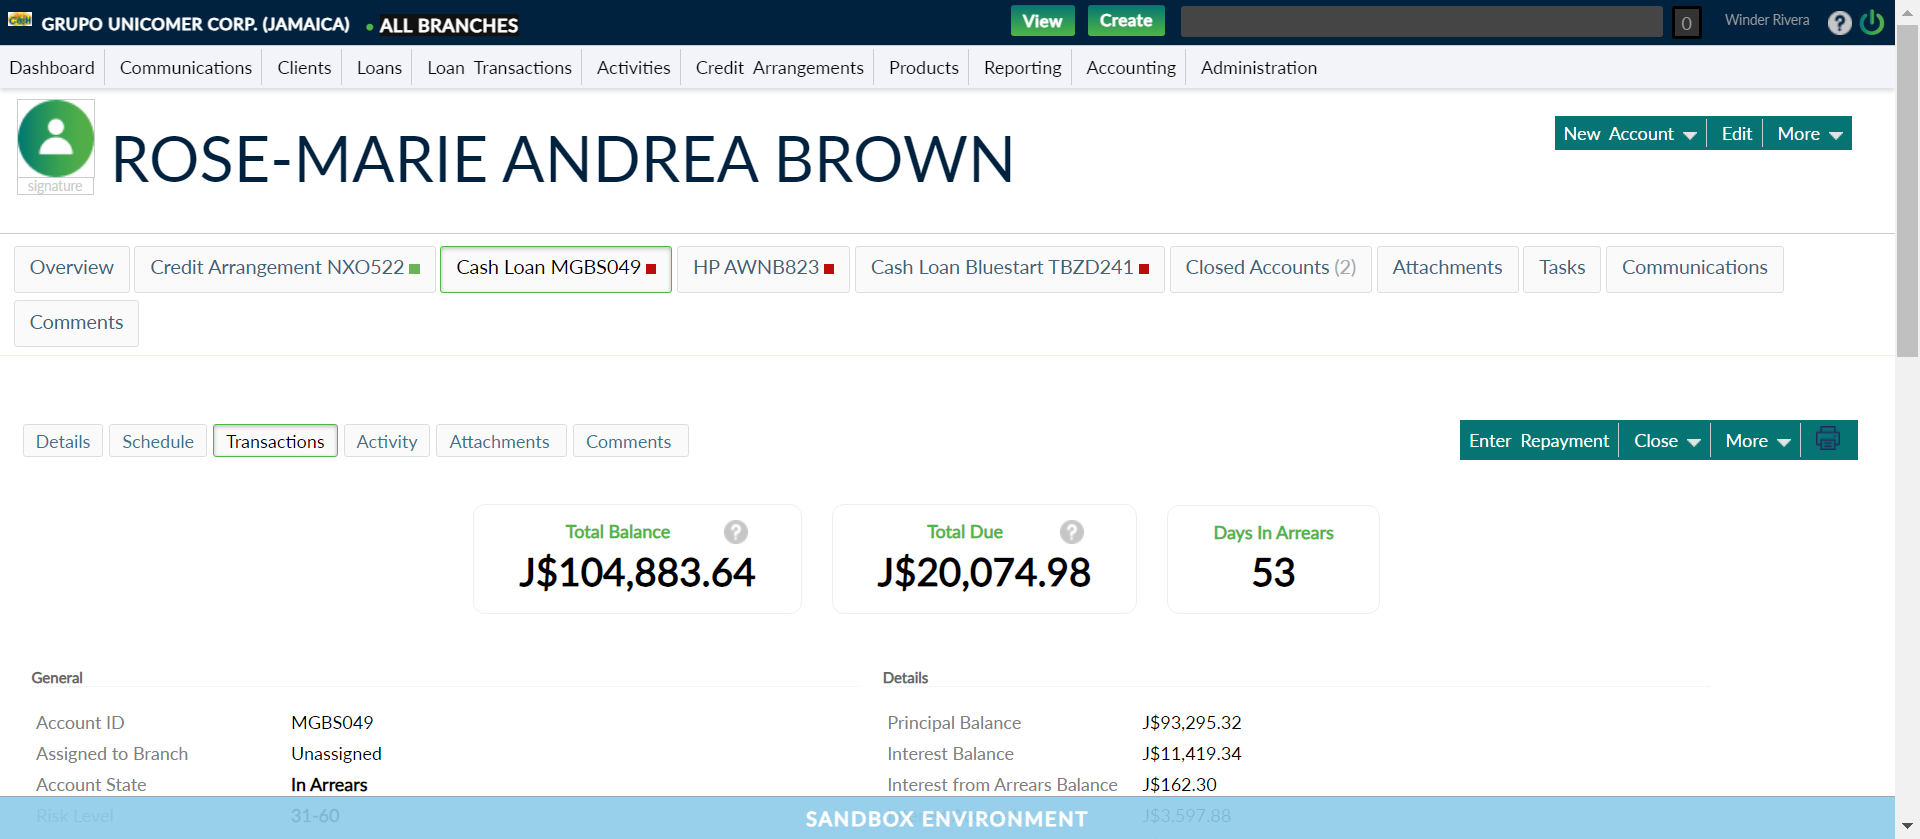 GRUPO UNICOMER CORP. (JAMAICA) • ALL BRANCHES View Create 0 Winder Rivera ?
Dashboard Communications Clients Loans Loan Transactions Activities Credit Arrangements Products Reporting Accounting Administration
signature
ROSE-MARIE ANDREA BROWN
New Account Edit More
Overview Credit Arrangement NXO522 Cash Loan MGBS049 HP AWNB823 Cash Loan Bluestart TBZD241 Closed Accounts (2) Attachments Tasks Communications
Comments
Details Schedule Transactions Activity Attachments Comments
Enter Repayment Close More
Total Balance ? Total Due ? Days In Arrears
J$104,883.64 J$20,074.98 53
General Details
Account ID MGBS049 Principal Balance J$93,295.32
Assigned to Branch Unassigned Interest Balance J$11,419.34
Account State In Arrears Interest from Arrears Balance J$162.30
Risk Level 31-60 J$3,597.88
SANDBOX ENVIRONMENT